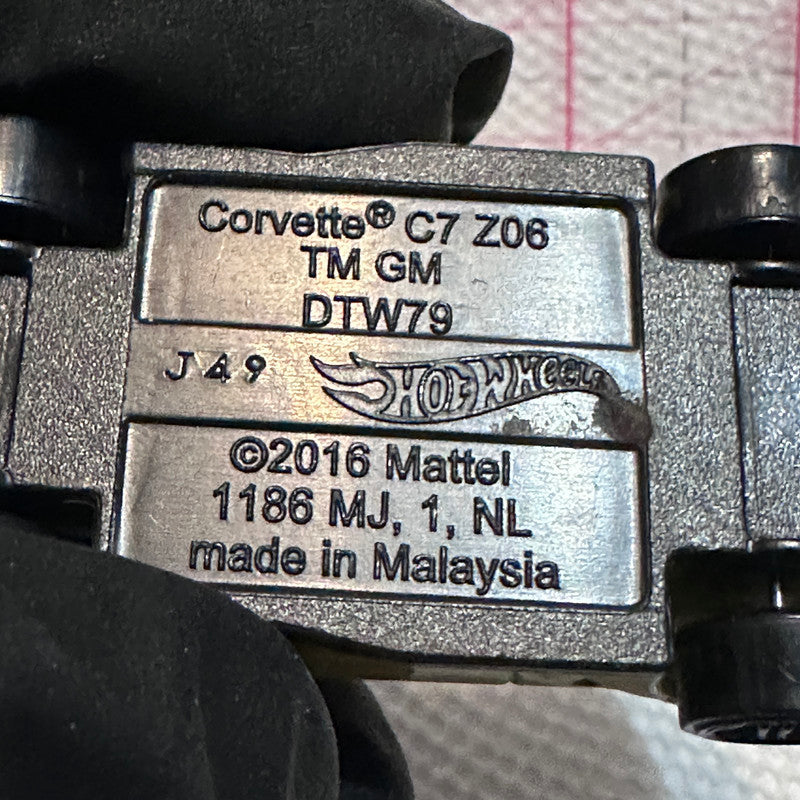 Corvette® C7 Z06
TM GM
DTW79
J49
HOT WHEELS
©2016 Mattel
1186 MJ, 1, NL
made in Malaysia